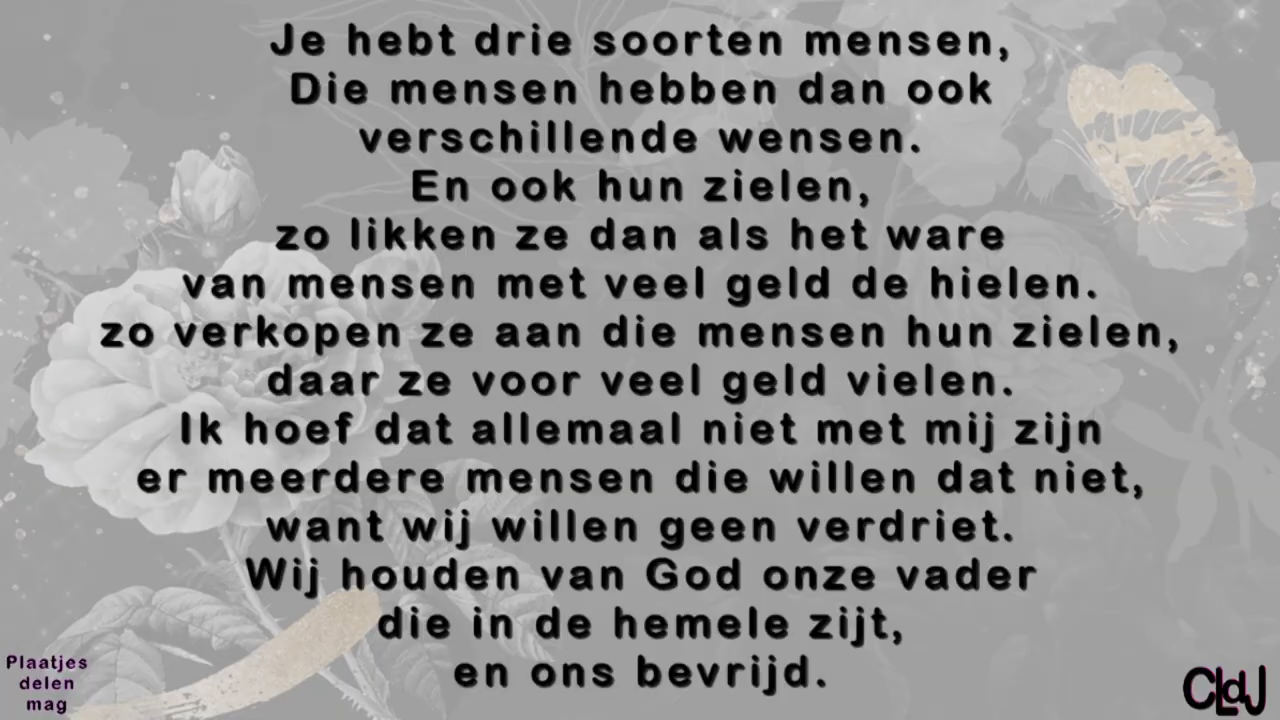 Je hebt drie soorten mensen,
Die mensen hebben dan ook
verschillende wensen.
En ook hun zielen,
zo likken ze dan als het ware
van mensen met veel geld de hielen.
zo verkopen ze aan die mensen hun zielen,
daar ze voor veel geld vielen.
Ik hoef dat allemaal niet met mij zijn
er meerdere mensen die willen dat niet,
want wij willen geen verdriet.
Wij houden van God onze vader
die in de hemele zijt,
en ons bevrijd.
Plaatjes
delen
mag
CLdJ